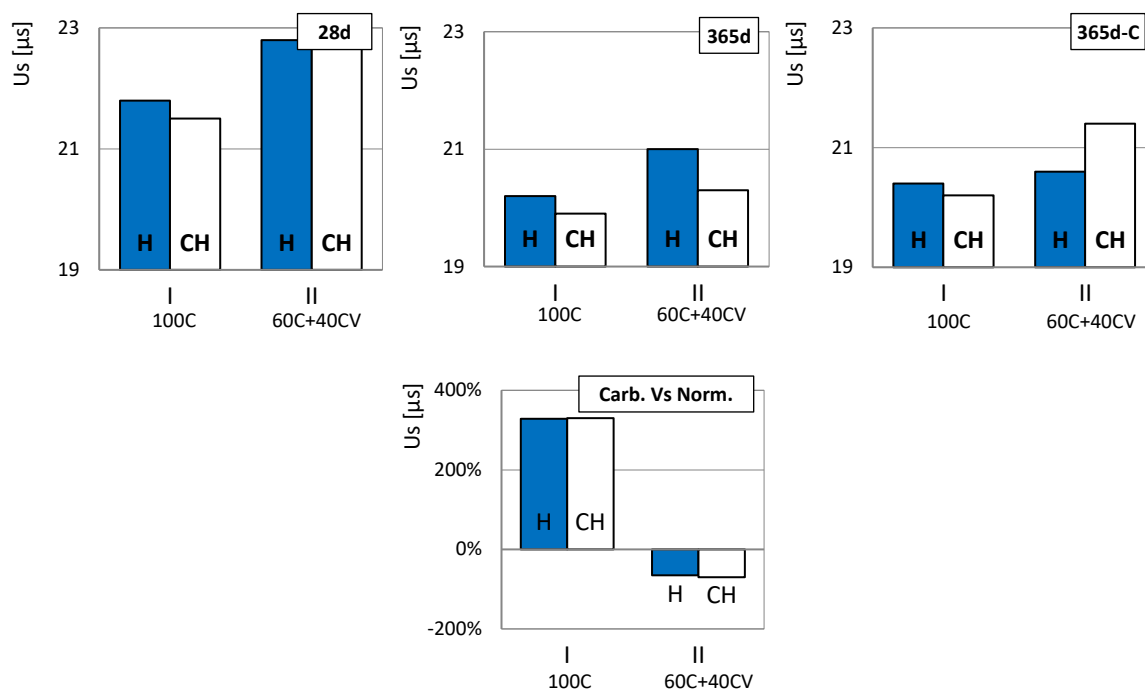 28d
Us [µs]
23
21
19
H CH H CH
I II
100C 60C+40CV
365d
Us [µs]
23
21
19
H CH H CH
I II
100C 60C+40CV
365d-C
Us [µs]
23
21
19
H CH H CH
I II
100C 60C+40CV
Carb. Vs Norm.
Us [µs]
400%
200%
0%
-200%
H CH
H CH
I II
100C 60C+40CV